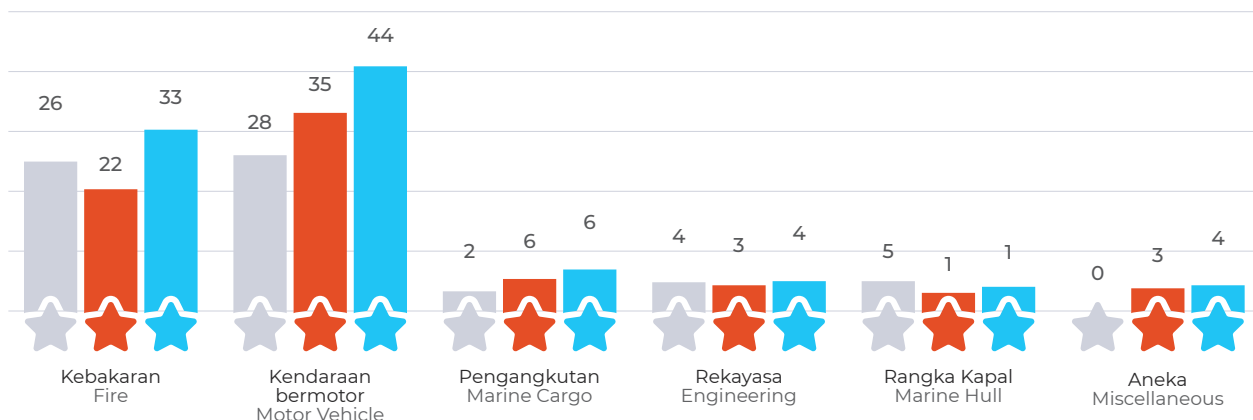 26
22
33
28
35
44
2
6
6
4
3
4
5
1
1
0
3
4
Kebakaran
Fire
Kendaraan
bermotor
Motor Vehicle
Pengangkutan
Marine Cargo
Rekayasa
Engineering
Rangka Kapal
Marine Hull
Aneka
Miscellaneous